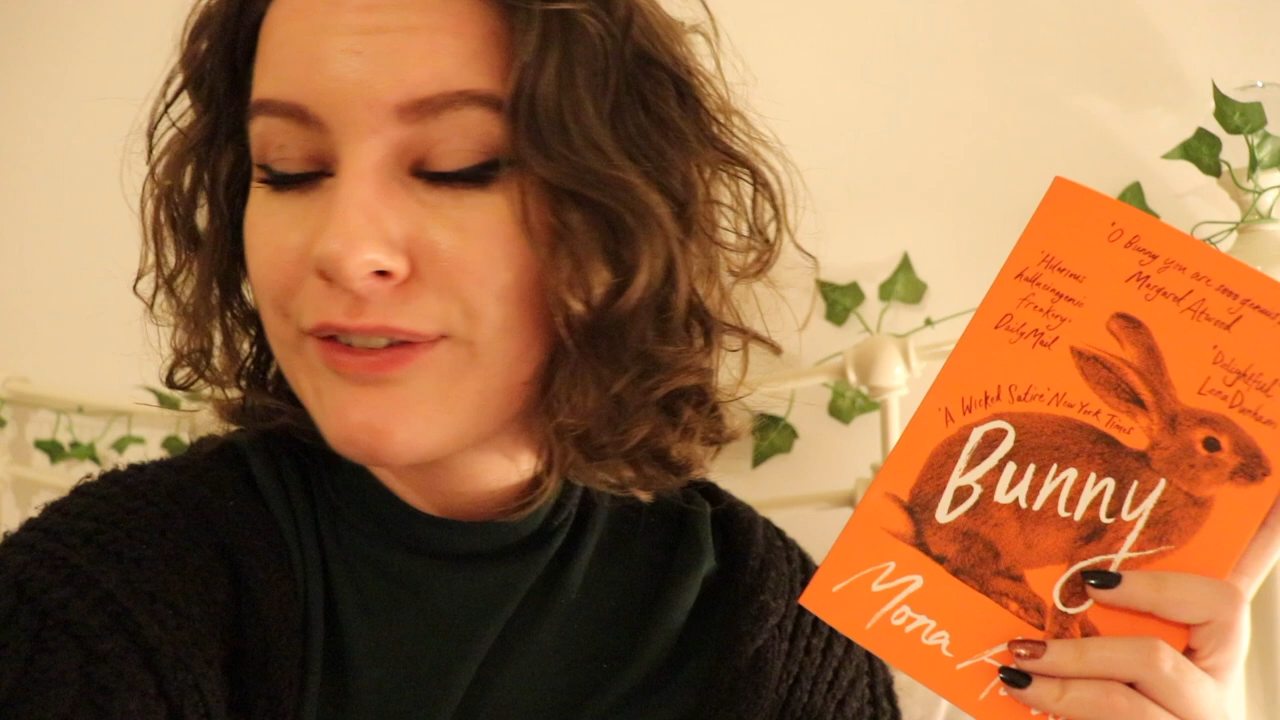 'O Bunny you are sooo genius'
Margaret Atwood
'Hilarious
hallucinogenic
freaky'
Daily Mail
'Delightful'
Lena Dunham
'A Wicked Satire' New York Times
Bunny
Mona